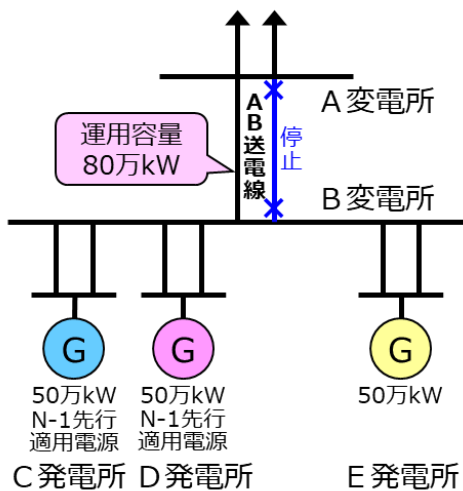 A変電所
AB送電線
停止
運用容量
80万kW
B変電所
G
50万kW
N-1先行
適用電源
C発電所
G
50万kW
N-1先行
適用電源
D発電所
G
50万kW
E発電所